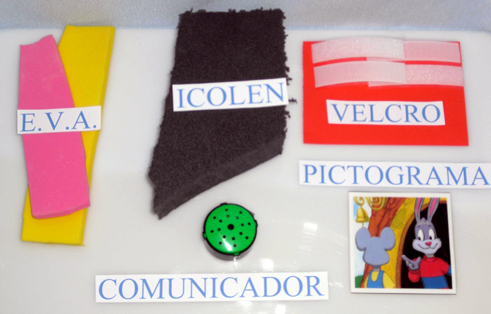 E.V.A.
ICOLEN
VELCRO
PICTOGRAMA
COMUNICADOR